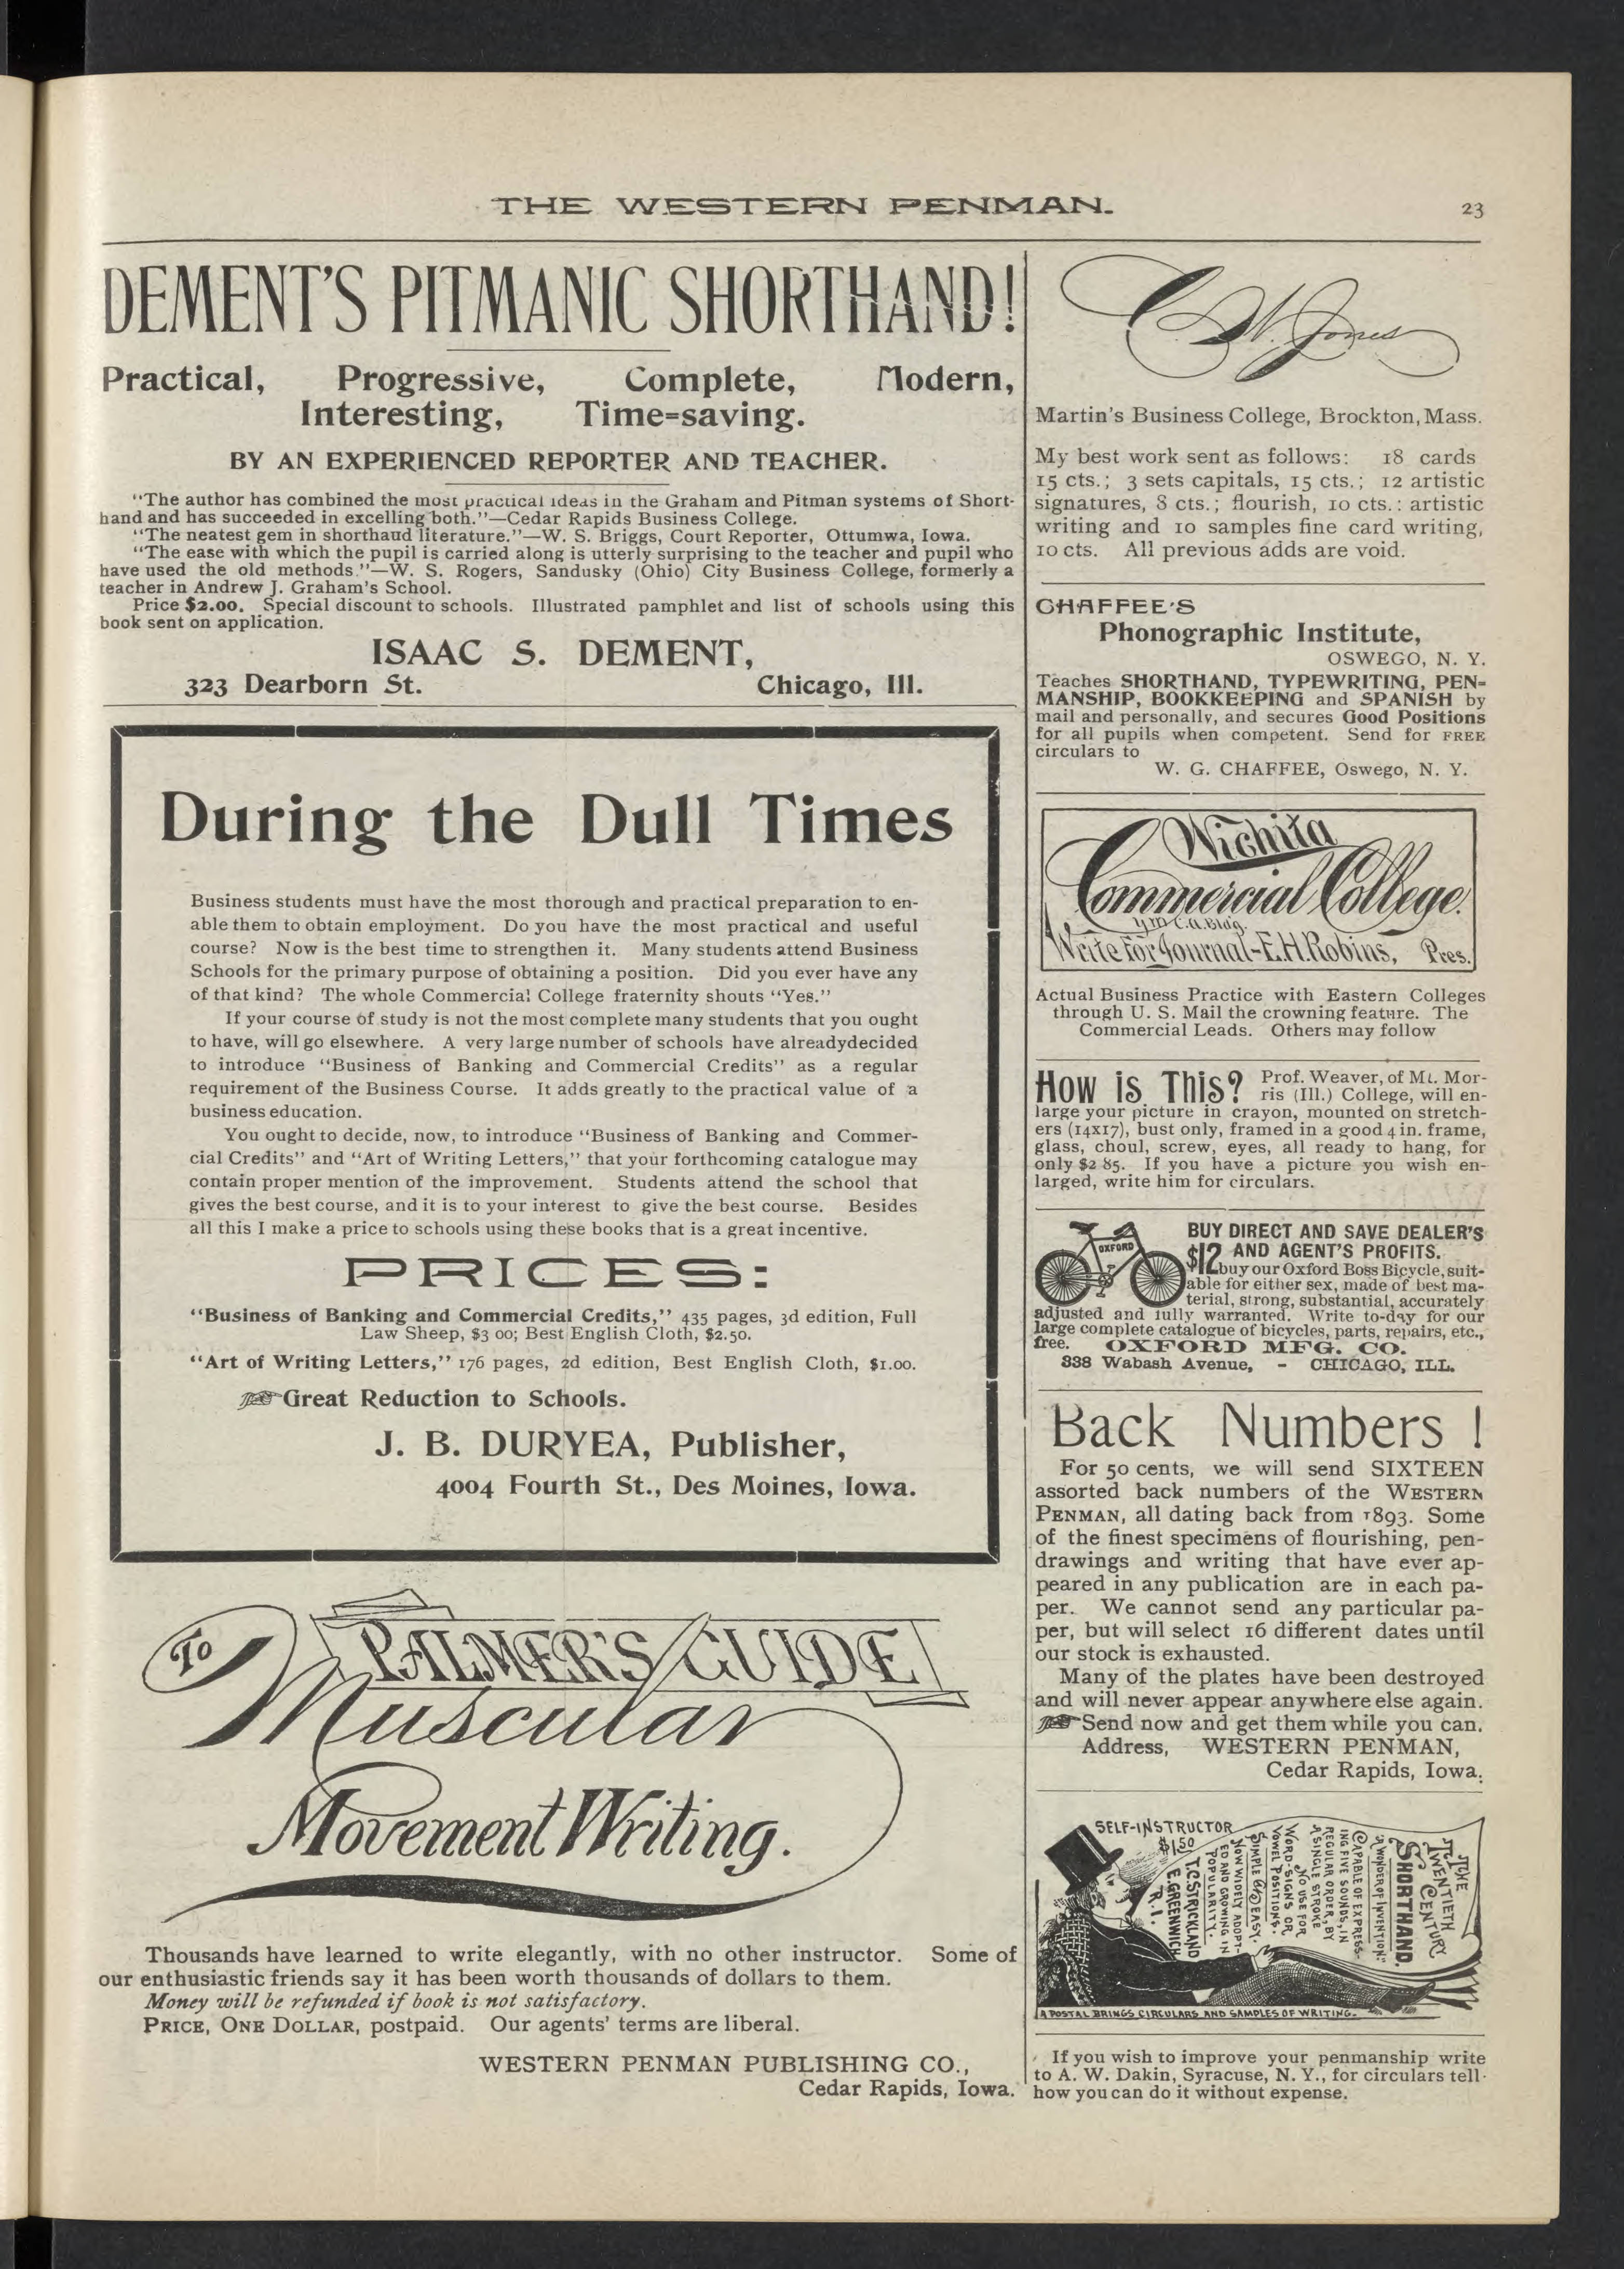 THE WESTERN PENMAN.
23
DEMENT'S PITMANIC SHORTHAND!
Practical, Progressive, Complete, Modern,
Interesting, Time=saving.
BY AN EXPERIENCED REPORTER AND TEACHER.
"The author has combined the most practical ideas in the Graham and Pitman systems of Short-
hand and has succeeded in excelling both."—Cedar Rapids Business College.
"The neatest gem in shorthaud literature."—W. S. Briggs, Court Reporter, Ottumwa, Iowa.
"The ease with which the pupil is carried along is utterly surprising to the teacher and pupil who
have used the old methods."—W. S. Rogers, Sandusky (Ohio) City Business College, formerly a
teacher in Andrew J. Graham's School.
Price $2.00. Special discount to schools. Illustrated pamphlet and list of schools using this
book sent on application.
ISAAC S. DEMENT,
323 Dearborn St. Chicago, Ill.
During the Dull Times
Business students must have the most thorough and practical preparation to en-
able them to obtain employment. Do you have the most practical and useful
course? Now is the best time to strengthen it. Many students attend Business
Schools for the primary purpose of obtaining a position. Did you ever have any
of that kind? The whole Commercial College fraternity shouts "Yes."
If your course of study is not the most complete many students that you ought
to have, will go elsewhere. A very large number of schools have alreadydecided
to introduce "Business of Banking and Commercial Credits" as a regular
requirement of the Business Course. It adds greatly to the practical value of a
business education.
You ought to decide, now, to introduce "Business of Banking and Commer-
cial Credits" and "Art of Writing Letters," that your forthcoming catalogue may
contain proper mention of the improvement. Students attend the school that
gives the best course, and it is to your interest to give the best course. Besides
all this I make a price to schools using these books that is a great incentive.
PRICES:
"Business of Banking and Commercial Credits," 435 pages, 3d edition, Full
Law Sheep, $3 00; Best English Cloth, $2.50.
"Art of Writing Letters," 176 pages, 2d edition, Best English Cloth, $1.00.
Great Reduction to Schools.
J. B. DURYEA, Publisher,
4004 Fourth St., Des Moines, Iowa.
PALMER'S GUIDE
To Muscular
Movement Writing.
Thousands have learned to write elegantly, with no other instructor. Some of
our enthusiastic friends say it has been worth thousands of dollars to them.
Money will be refunded if book is not satisfactory.
PRICE, ONE DOLLAR, postpaid. Our agents' terms are liberal.
WESTERN PENMAN PUBLISHING CO.,
Cedar Rapids, Iowa.
C. W. Jones
Martin's Business College, Brockton, Mass.
My best work sent as follows: 18 cards
15 cts.; 3 sets capitals, 15 cts.; 12 artistic
signatures, 8 cts.; flourish, 10 cts.: artistic
writing and 10 samples fine card writing,
10 cts. All previous adds are void.
CHAFFEE'S
Phonographic Institute,
OSWEGO, N. Y.
Teaches SHORTHAND, TYPEWRITING, PEN-
MANSHIP, BOOKKEEPING and SPANISH by
mail and personally, and secures Good Positions
for all pupils when competent. Send for FREE
circulars to
W. G. CHAFFEE, Oswego, N. Y.
Wichita
Commercial College.
Y.M.C.A. Bldg.
Write For Journal-E.H.Robins, Pres.
Actual Business Practice with Eastern Colleges
through U. S. Mail the crowning feature. The
Commercial Leads. Others may follow
How is This? Prof. Weaver, of Mt. Mor-
ris (Ill.) College, will en-
large your picture in crayon, mounted on stretch-
ers (14x17), bust only, framed in a good 4 in. frame,
glass, choul, screw, eyes, all ready to hang, for
only $2 85. If you have a picture you wish en-
larged, write him for circulars.
OXFORD
BUY DIRECT AND SAVE DEALER'S
AND AGENT'S PROFITS.
$12 buy our Oxford Boss Bicycle, suit-
able for either sex, made of best ma-
terial, strong, substantial, accurately
adjusted and fully warranted. Write to-day for our
large complete catalogue of bicycles, parts, repairs, etc.,
free. OXFORD MFG. CO.
338 Wabash Avenue, - CHICAGO, ILL.
Back Numbers !
For 50 cents, we will send SIXTEEN
assorted back numbers of the WESTERN
PENMAN, all dating back from 1893. Some
of the finest specimens of flourishing, pen-
drawings and writing that have ever ap-
peared in any publication are in each pa-
per. We cannot send any particular pa-
per, but will select 16 different dates until
our stock is exhausted.
Many of the plates have been destroyed
and will never appear anywhere else again.
Send now and get them while you can.
Address, WESTERN PENMAN,
Cedar Rapids, Iowa.
SELF-INSTRUCTOR
$1.50
THE
TWENTIETH
CENTURY
SHORTHAND.
"A WONDER OF INVENTION."
CAPABLE OF EXPRESS-
ING FIVE SOUNDS, IN
REGULAR ORDER, BY
A SINGLE STROKE
NO USE FOR
WORD-SIGNS OR
VOWEL POSITIONS.
SIMPLE & EASY.
NOW WIDELY ADOPT-
ED AND GROWING IN
POPULARITY.
T.C.STRICKLAND
E.GREENWICH
R.I.
A POSTAL BRINGS CIRCULARS AND SAMPLES OF WRITING.
If you wish to improve your penmanship write
to A. W. Dakin, Syracuse, N. Y., for circulars tell-
how you can do it without expense.